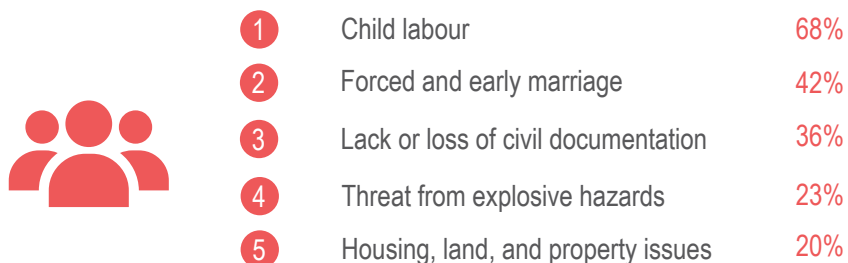 1 Child labour 68%
2 Forced and early marriage 42%
3 Lack or loss of civil documentation 36%
4 Threat from explosive hazards 23%
5 Housing, land, and property issues 20%